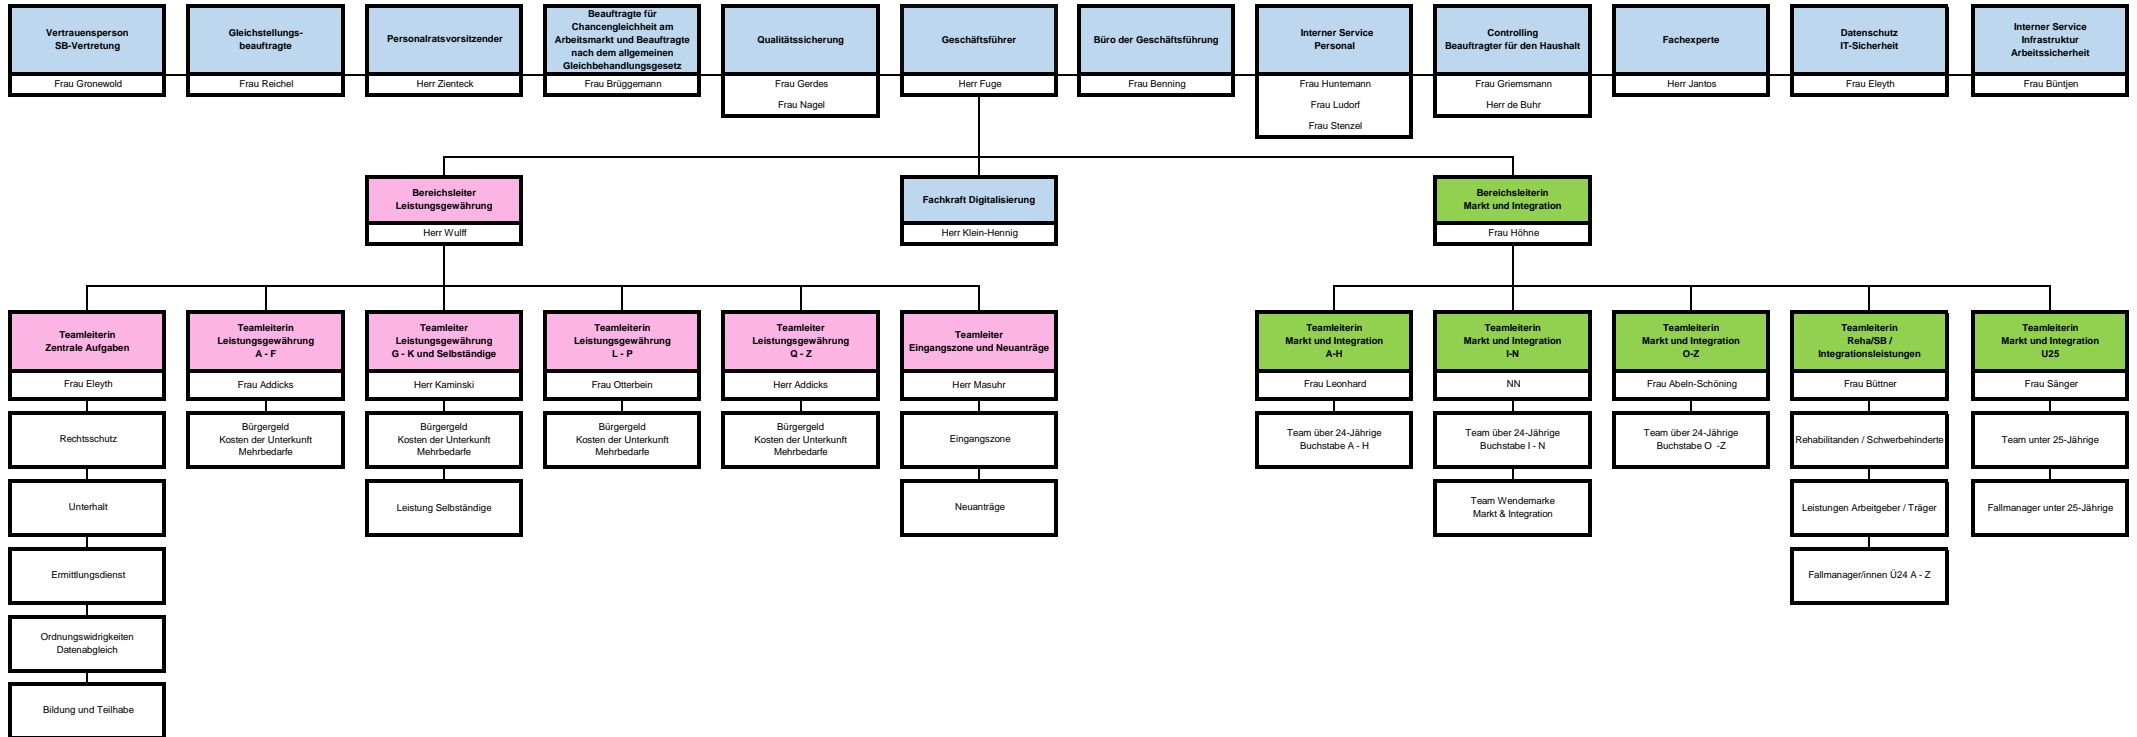 Vertrauensperson
SB-Vertretung
Frau Gronewold
Gleichstellungs-
beauftragte
Frau Reichel
Personalratsvorsitzender
Herr Zienteck
Beauftragte für
Chancengleichheit am
Arbeitsmarkt und Beauftragte
nach dem allgemeinen
Gleichbehandlungsgesetz
Frau Brüggemann
Qualitätssicherung
Frau Gerdes
Frau Nagel
Geschäftsführer
Herr Fuge
Büro der Geschäftsführung
Frau Benning
Interner Service
Personal
Frau Huntemann
Frau Ludorf
Frau Stenzel
Controlling
Beauftragter für den Haushalt
Frau Griemsmann
Herr de Buhr
Fachexperte
Herr Jantos
Datenschutz
IT-Sicherheit
Frau Eleyth
Interner Service
Infrastruktur
Arbeitssicherheit
Frau Büntjen
Bereichsleiter
Leistungsgewährung
Herr Wulff
Fachkraft Digitalisierung
Herr Klein-Hennig
Bereichsleiterin
Markt und Integration
Frau Höhne
Teamleiterin
Zentrale Aufgaben
Frau Eleyth
Rechtsschutz
Unterhalt
Ermittlungsdienst
Ordnungswidrigkeiten
Datenabgleich
Bildung und Teilhabe
Teamleiterin
Leistungsgewährung
A - F
Frau Addicks
Bürgergeld
Kosten der Unterkunft
Mehrbedarfe
Teamleiter
Leistungsgewährung
G - K und Selbständige
Herr Kaminski
Bürgergeld
Kosten der Unterkunft
Mehrbedarfe
Leistung Selbständige
Teamleiterin
Leistungsgewährung
L - P
Frau Otterbein
Bürgergeld
Kosten der Unterkunft
Mehrbedarfe
Teamleiter
Leistungsgewährung
Q - Z
Herr Addicks
Bürgergeld
Kosten der Unterkunft
Mehrbedarfe
Teamleiter
Eingangszone und Neuanträge
Herr Masuhr
Eingangszone
Neuanträge
Teamleiterin
Markt und Integration
A-H
Frau Leonhard
Team über 24-Jährige
Buchstabe A - H
Teamleiterin
Markt und Integration
I-N
NN
Team über 24-Jährige
Buchstabe I - N
Team Wendemarke
Markt & Integration
Teamleiterin
Markt und Integration
O-Z
Frau Abeln-Schöning
Team über 24-Jährige
Buchstabe O -Z
Teamleiterin
Reha/SB /
Integrationsleistungen
Frau Büttner
Rehabilitanden / Schwerbehinderte
Leistungen Arbeitgeber / Träger
Fallmanager/innen Ü24 A - Z
Teamleiterin
Markt und Integration
U25
Frau Sänger
Team unter 25-Jährige
Fallmanager unter 25-Jährige